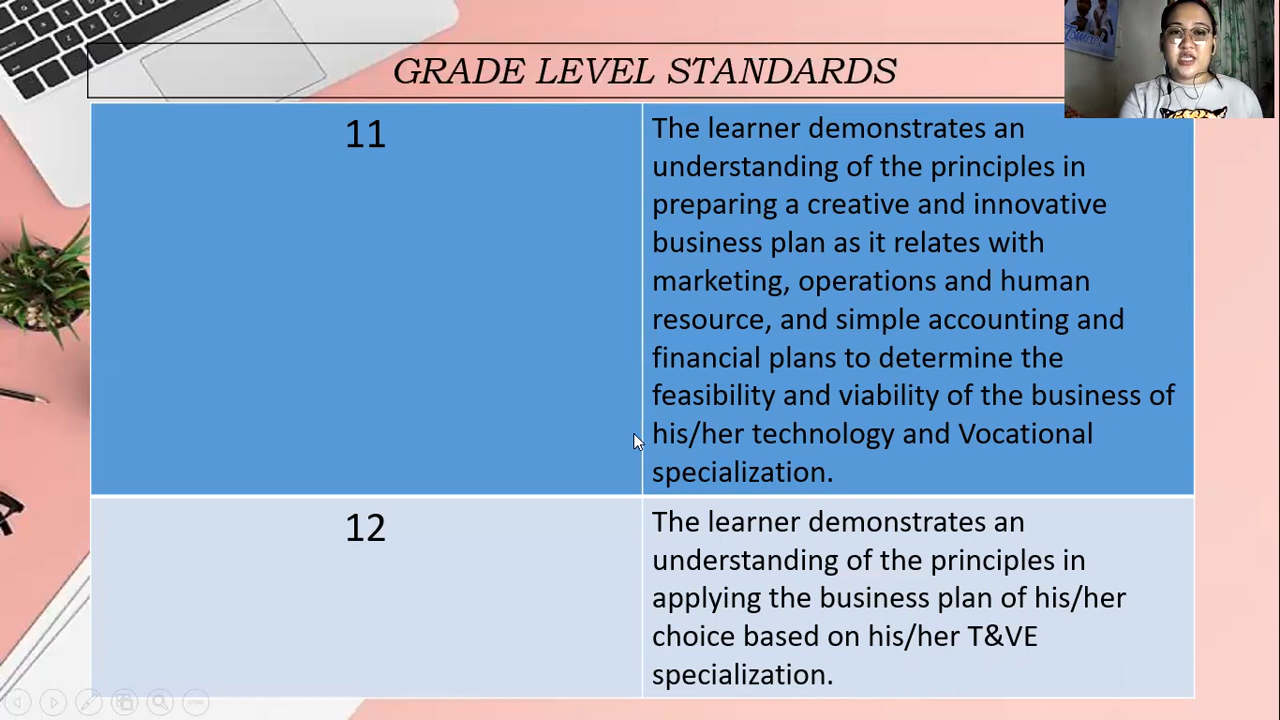 GRADE LEVEL STANDARDS
11
The learner demonstrates an
understanding of the principles in
preparing a creative and innovative
business plan as it relates with
marketing, operations and human
resource, and simple accounting and
financial plans to determine the
feasibility and viability of the business of
his/her technology and Vocational
specialization.
12
The learner demonstrates an
understanding of the principles in
applying the business plan of his/her
choice based on his/her T&VE
specialization.